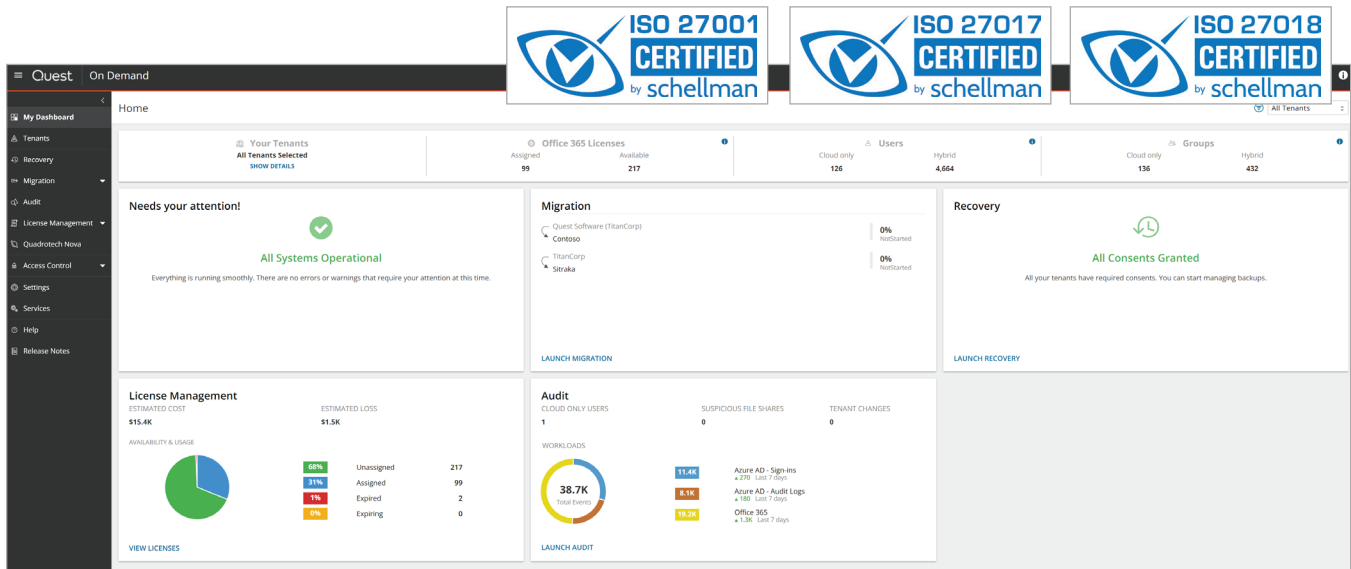 ISO 27001
CERTIFIED
by schellman
ISO 27017
CERTIFIED
by schellman
ISO 27018
CERTIFIED
by schellman
Quest On Demand
Home
All Tenants
My Dashboard
Tenants
Recovery
Migration
Audit
License Management
Quadrotech Nova
Access Control
Settings
Services
Help
Release Notes
Your Tenants
All Tenants Selected
SHOW DETAILS
Office 365 Licenses
Assigned Available
99 217
Users
Cloud only Hybrid
126 4,664
Groups
Cloud only Hybrid
136 432
Needs your attention!
All Systems Operational
Everything is running smoothly. There are no errors or warnings that require your attention at this time.
Migration
Quest Software (TitanCorp)
Contoso
0%
NotStarted
TitanCorp
Sitraka
0%
NotStarted
LAUNCH MIGRATION
Recovery
All Consents Granted
All your tenants have required consents. You can start managing backups.
LAUNCH RECOVERY
License Management
ESTIMATED COST ESTIMATED LOSS
$15.4K $1.5K
AVAILABILITY & USAGE
68% Unassigned 217
31% Assigned 99
1% Expired 2
0% Expiring 0
VIEW LICENSES
Audit
CLOUD ONLY USERS SUSPICIOUS FILE SHARES TENANT CHANGES
1 0 0
WORKLOADS
38.7K
Total Events
11.4K Azure AD - Sign-ins
▲270 Last 7 days
8.1K Azure AD - Audit Logs
▲180 Last 7 days
19.2K Office 365
▲1.3K Last 7 days
LAUNCH AUDIT